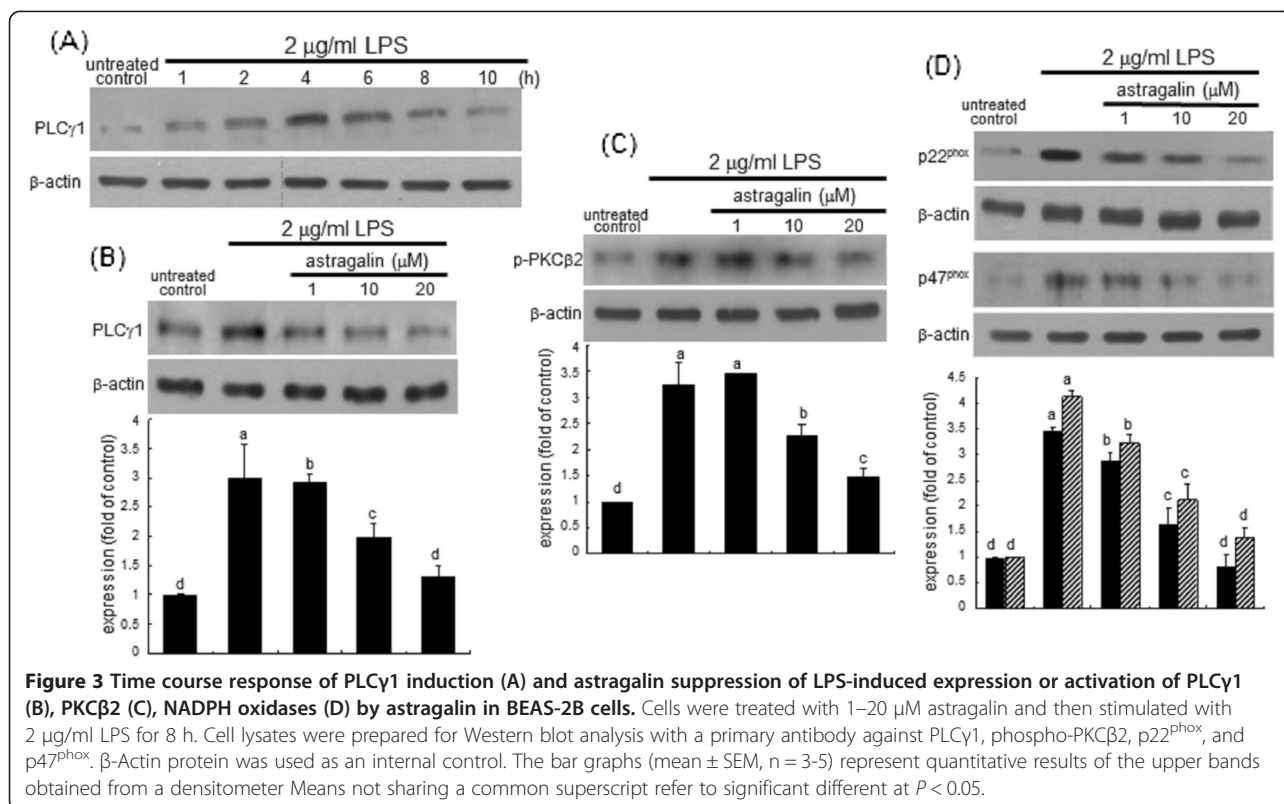 (A)
2 μg/ml LPS
untreated
control
1 2 4 6 8 10 (h)
PLCγ1
β-actin
(B)
2 μg/ml LPS
untreated
control
astragalin (μM)
1 10 20
PLCγ1
β-actin
expression (fold of control)
4
3.5
3
2.5
2
1.5
1
0.5
0
d a b c d
(C)
2 μg/ml LPS
untreated
control
astragalin (μM)
1 10 20
p-PKCβ2
β-actin
expression (fold of control)
4
3.5
3
2.5
2
1.5
1
0.5
0
d a a b c
(D)
2 μg/ml LPS
untreated
control
astragalin (μM)
1 10 20
p22phox
β-actin
p47phox
β-actin
expression (fold of control)
4.5
4
3.5
3
2.5
2
1.5
1
0.5
0
d d a a b b c c d d
Figure 3 Time course response of PLCγ1 induction (A) and astragalin suppression of LPS-induced expression or activation of PLCγ1
(B), PKCβ2 (C), NADPH oxidases (D) by astragalin in BEAS-2B cells. Cells were treated with 1–20 μM astragalin and then stimulated with
2 μg/ml LPS for 8 h. Cell lysates were prepared for Western blot analysis with a primary antibody against PLCγ1, phospho-PKCβ2, p22phox, and
p47phox. β-Actin protein was used as an internal control. The bar graphs (mean ± SEM, n = 3-5) represent quantitative results of the upper bands
obtained from a densitometer Means not sharing a common superscript refer to significant different at P < 0.05.